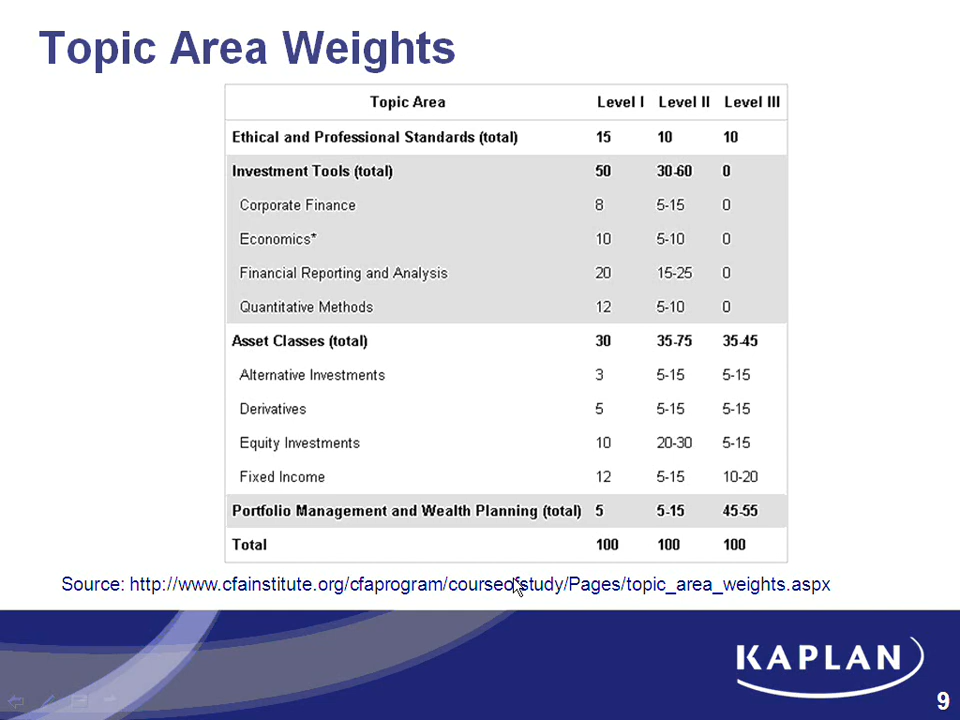 Topic Area Weights
Topic Area Level I Level II Level III
Ethical and Professional Standards (total) 15 10 10
Investment Tools (total) 50 30-60 0
Corporate Finance 8 5-15 0
Economics* 10 5-10 0
Financial Reporting and Analysis 20 15-25 0
Quantitative Methods 12 5-10 0
Asset Classes (total) 30 35-75 35-45
Alternative Investments 3 5-15 5-15
Derivatives 5 5-15 5-15
Equity Investments 10 20-30 5-15
Fixed Income 12 5-15 10-20
Portfolio Management and Wealth Planning (total) 5 5-15 45-55
Total 100 100 100
Source: http://www.cfainstitute.org/cfaprogram/courseofstudy/Pages/topic_area_weights.aspx
KAPLAN
9